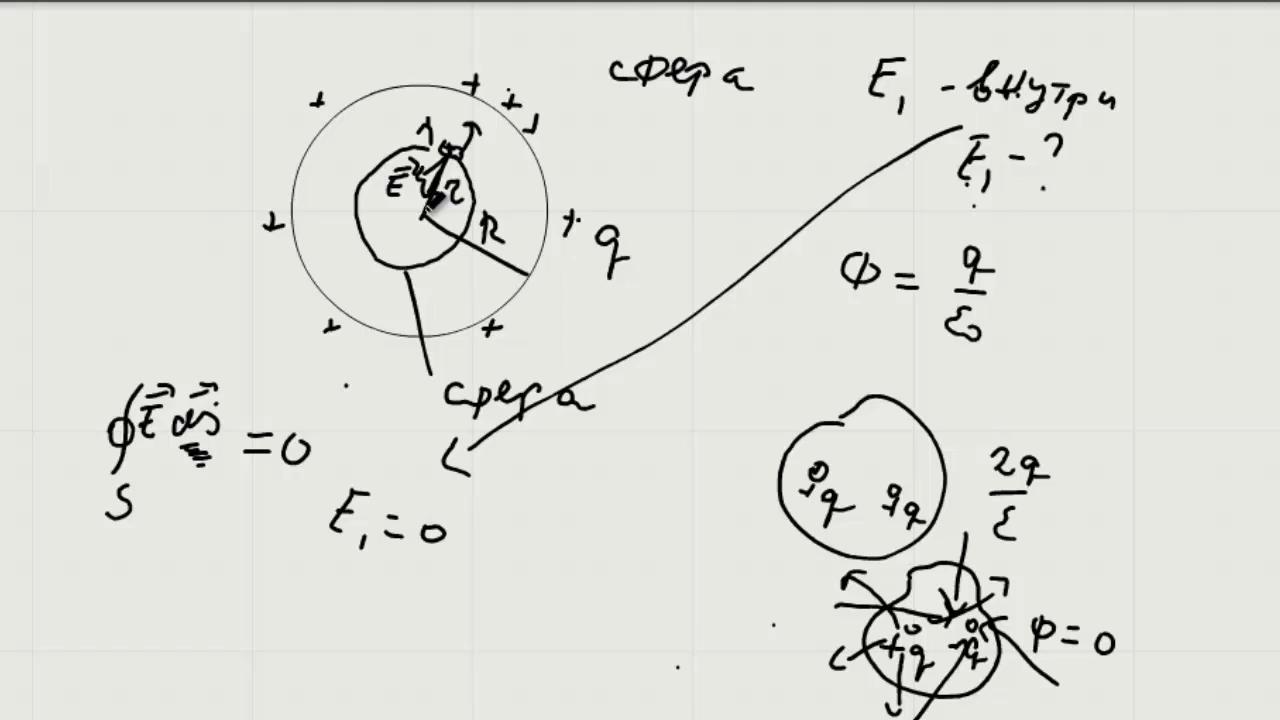 сфера
E₁ - внутри
E₁ - ?
R
q
Φ = q/ε₀
сфера
∮ E⃗ dS⃗ = 0
S
E₁ = 0
q q
2q/ε
+q -q
φ = 0